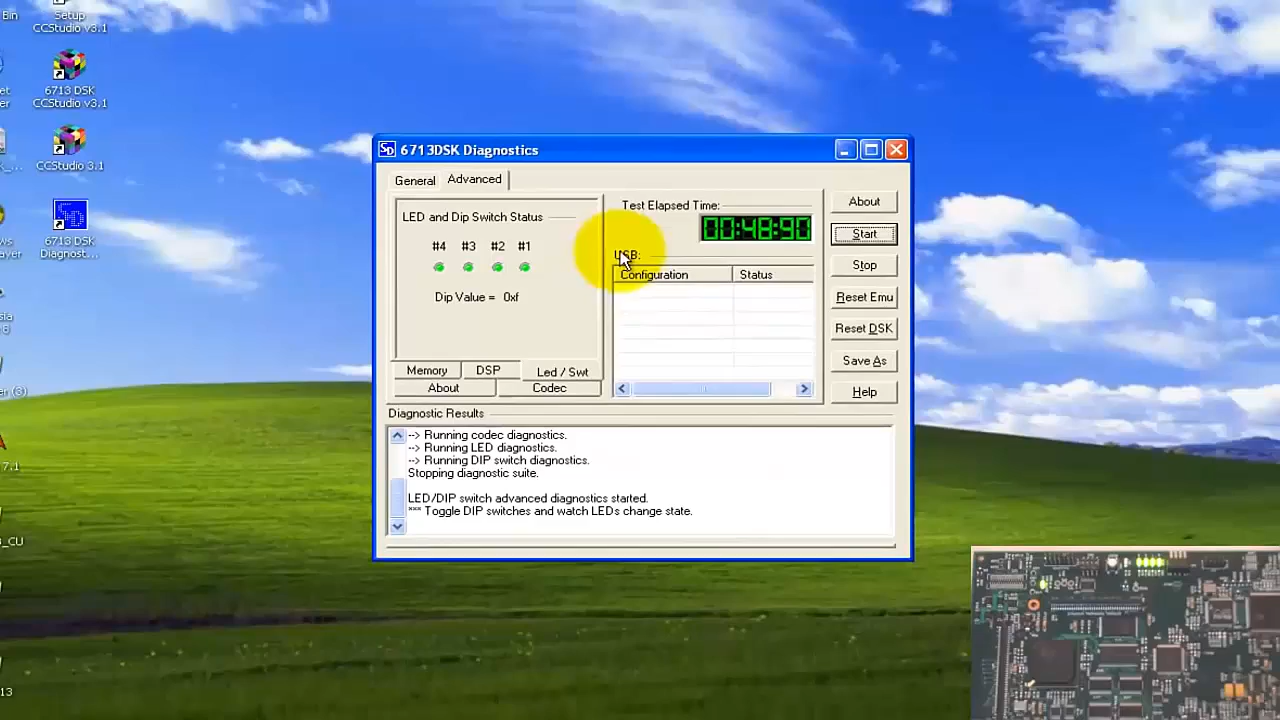 Bin
Setup
CCStudio v3.1
6713 DSK
CCStudio v3.1
CCStudio 3.1
6713 DSK
Diagnost...
6713DSK Diagnostics
General
Advanced
LED and Dip Switch Status
#4 #3 #2 #1
Dip Value = 0xf
Memory
DSP
Led / Swt
About
Codec
Test Elapsed Time:
00:48:90
USB:
Configuration
Status
About
Start
Stop
Reset Emu
Reset DSK
Save As
Help
Diagnostic Results
--> Running codec diagnostics.
--> Running LED diagnostics.
--> Running DIP switch diagnostics.
Stopping diagnostic suite.
LED/DIP switch advanced diagnostics started.
*** Toggle DIP switches and watch LEDs change state.